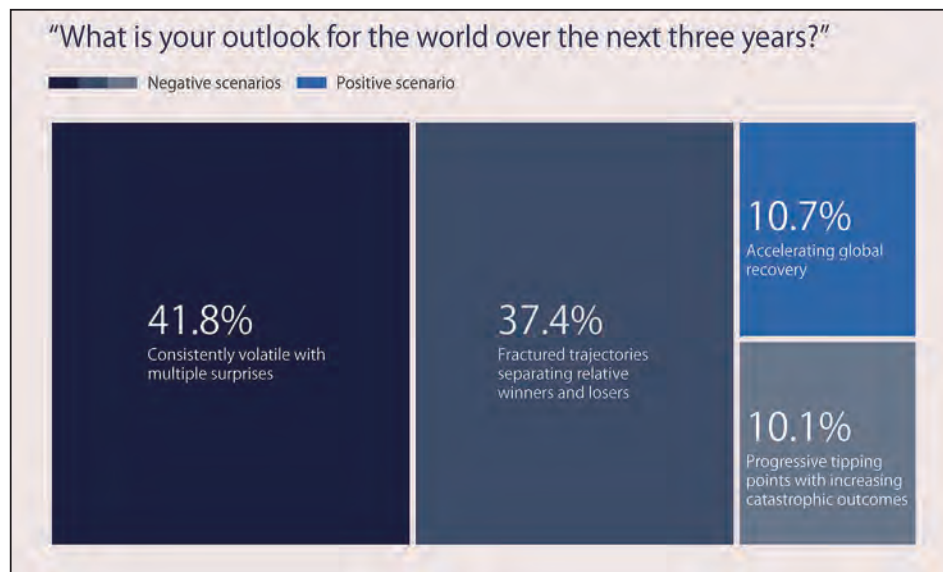 “What is your outlook for the world over the next three years?”
Negative scenarios Positive scenario
41.8%
Consistently volatile with
multiple surprises
37.4%
Fractured trajectories
separating relative
winners and losers
10.7%
Accelerating global
recovery
10.1%
Progressive tipping
points with increasing
catastrophic outcomes